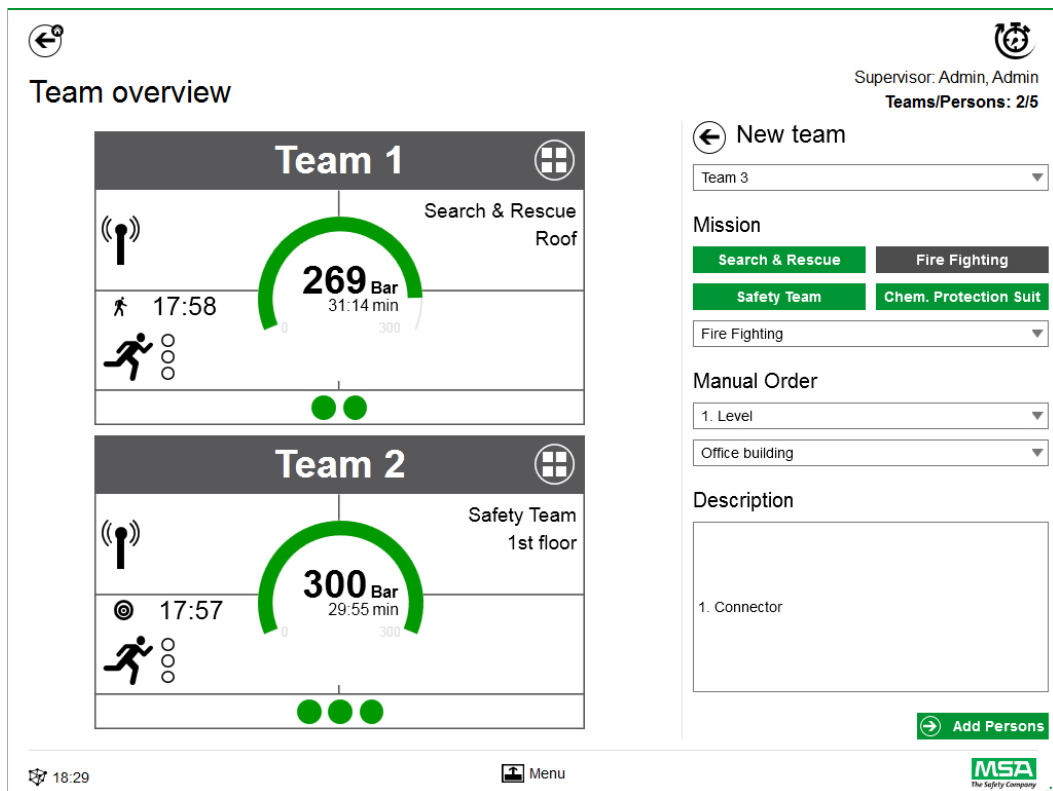 Supervisor: Admin, Admin
Team overview
Teams/Persons: 2/5
Team 1
Search & Rescue
Roof
269 Bar
31:14 min
17:58
0 300
Team 2
Safety Team
1st floor
300 Bar
29:55 min
17:57
0 300
New team
Team 3
Mission
Search & Rescue Fire Fighting
Safety Team Chem. Protection Suit
Fire Fighting
Manual Order
1. Level
Office building
Description
1. Connector
Add Persons
18:29
Menu
MSA
The Safety Company